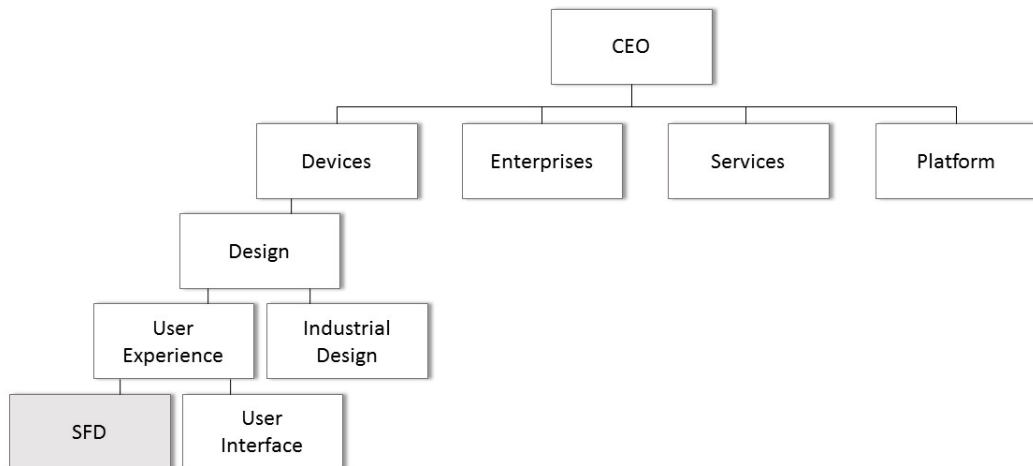 CEO
Devices
Enterprises
Services
Platform
Design
User
Experience
Industrial
Design
SFD
User
Interface